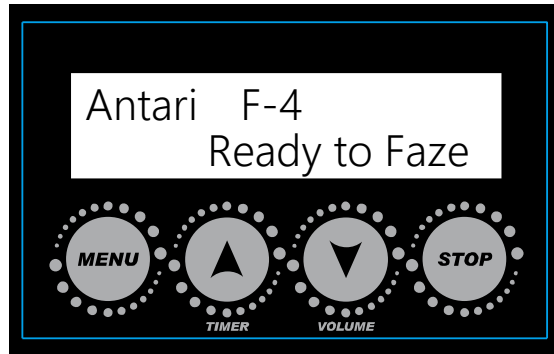 Antari F-4
Ready to Faze
MENU
STOP
TIMER
VOLUME